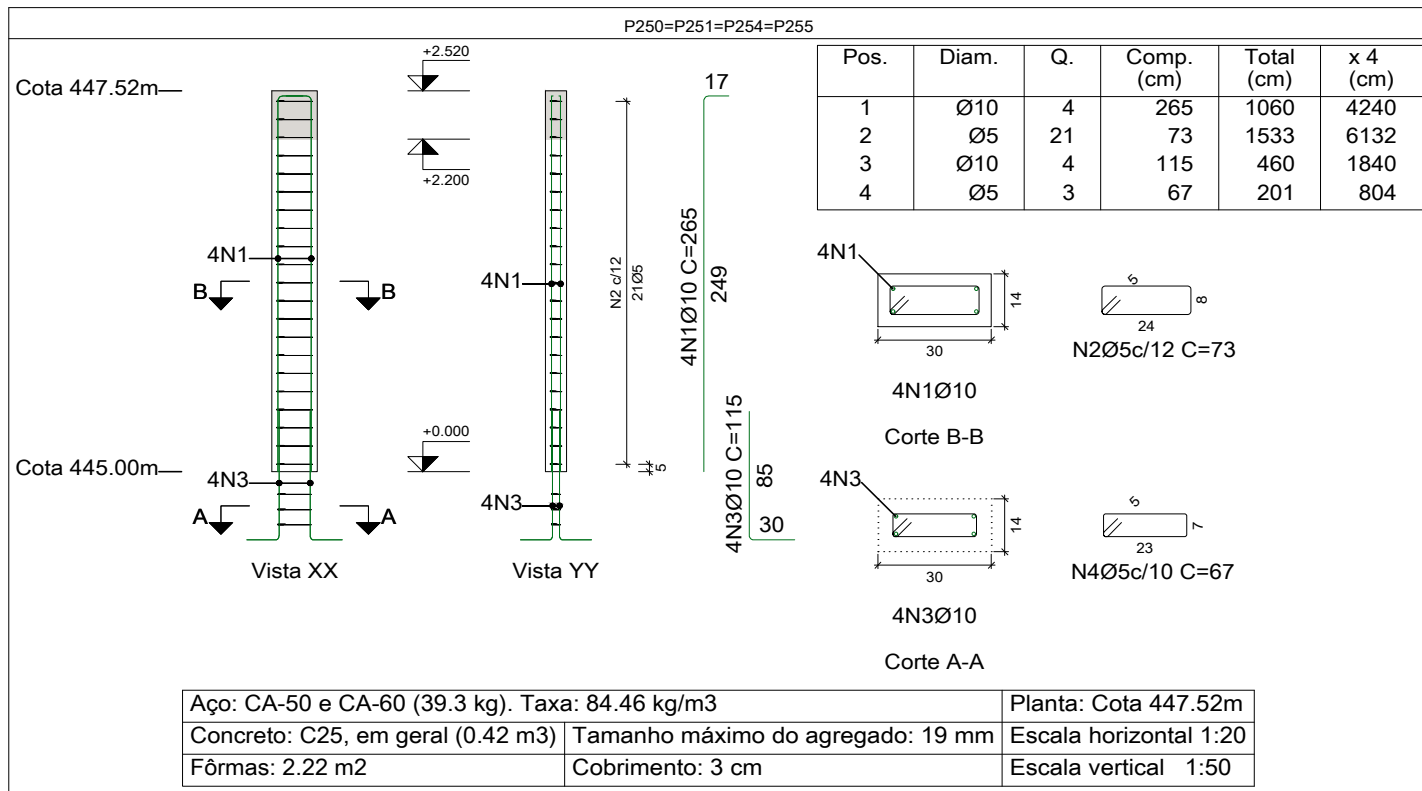 P250=P251=P254=P255
Cota 447.52m
+2.520
+2.200
4N1
B B
+0.000
Cota 445.00m
4N3
A A
Vista XX
4N1
N2 c/12
21Ø5
5
4N3
Vista YY
17
4N1Ø10 C=265
249
4N3Ø10 C=115
85
30
Pos. Diam. Q. Comp. (cm) Total (cm) x 4 (cm)
1 Ø10 4 265 1060 4240
2 Ø5 21 73 1533 6132
3 Ø10 4 115 460 1840
4 Ø5 3 67 201 804
4N1
14
30
4N1Ø10
Corte B-B
5
8
24
N2Ø5c/12 C=73
4N3
14
30
4N3Ø10
Corte A-A
5
7
23
N4Ø5c/10 C=67
Aço: CA-50 e CA-60 (39.3 kg). Taxa: 84.46 kg/m3 Planta: Cota 447.52m
Concreto: C25, em geral (0.42 m3) Tamanho máximo do agregado: 19 mm Escala horizontal 1:20
Fôrmas: 2.22 m2 Cobrimento: 3 cm Escala vertical 1:50